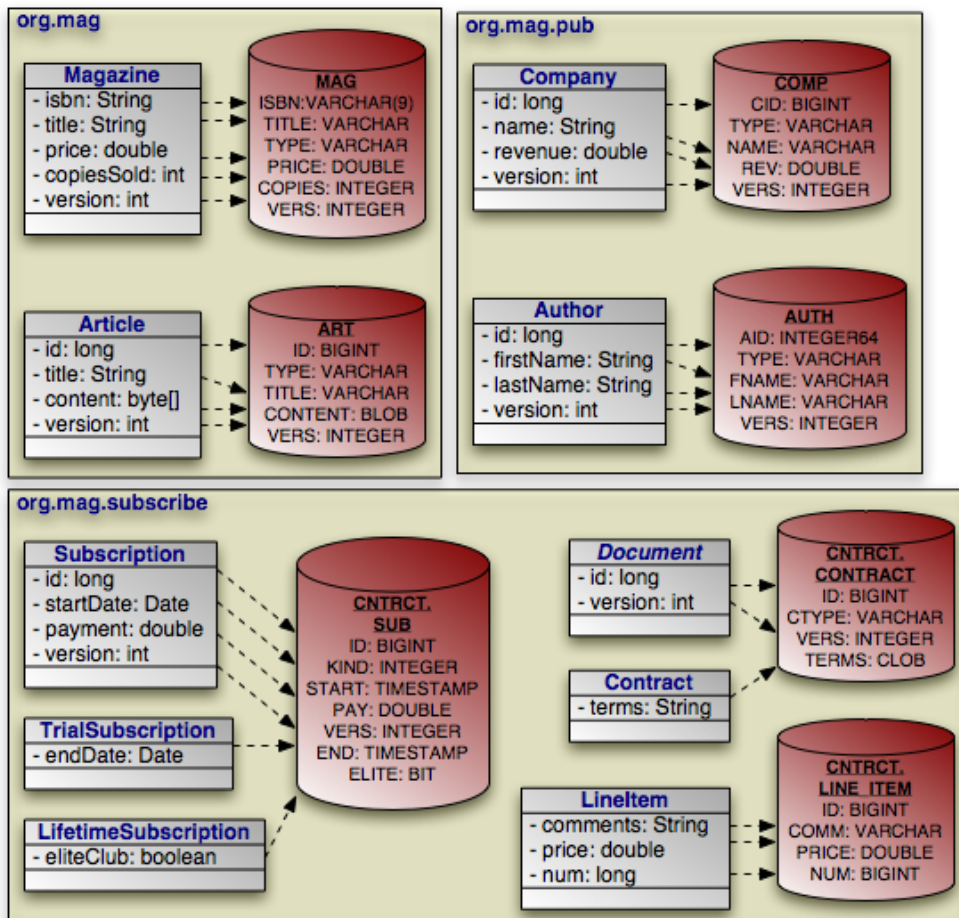 org.mag
Magazine
- isbn: String
- title: String
- price: double
- copiesSold: int
- version: int
MAG
ISBN:VARCHAR(9)
TITLE: VARCHAR
TYPE: VARCHAR
PRICE: DOUBLE
COPIES: INTEGER
VERS: INTEGER
Article
- id: long
- title: String
- content: byte[]
- version: int
ART
ID: BIGINT
TYPE: VARCHAR
TITLE: VARCHAR
CONTENT: BLOB
VERS: INTEGER
org.mag.pub
Company
- id: long
- name: String
- revenue: double
- version: int
COMP
CID: BIGINT
TYPE: VARCHAR
NAME: VARCHAR
REV: DOUBLE
VERS: INTEGER
Author
- id: long
- firstName: String
- lastName: String
- version: int
AUTH
AID: INTEGER64
TYPE: VARCHAR
FNAME: VARCHAR
LNAME: VARCHAR
VERS: INTEGER
org.mag.subscribe
Subscription
- id: long
- startDate: Date
- payment: double
- version: int
TrialSubscription
- endDate: Date
LifetimeSubscription
- eliteClub: boolean
CNTRCT.
SUB
ID: BIGINT
KIND: INTEGER
START: TIMESTAMP
PAY: DOUBLE
VERS: INTEGER
END: TIMESTAMP
ELITE: BIT
Document
- id: long
- version: int
Contract
- terms: String
CNTRCT.
CONTRACT
ID: BIGINT
CTYPE: VARCHAR
VERS: INTEGER
TERMS: CLOB
LineItem
- comments: String
- price: double
- num: long
CNTRCT.
LINE_ITEM
ID: BIGINT
COMM: VARCHAR
PRICE: DOUBLE
NUM: BIGINT